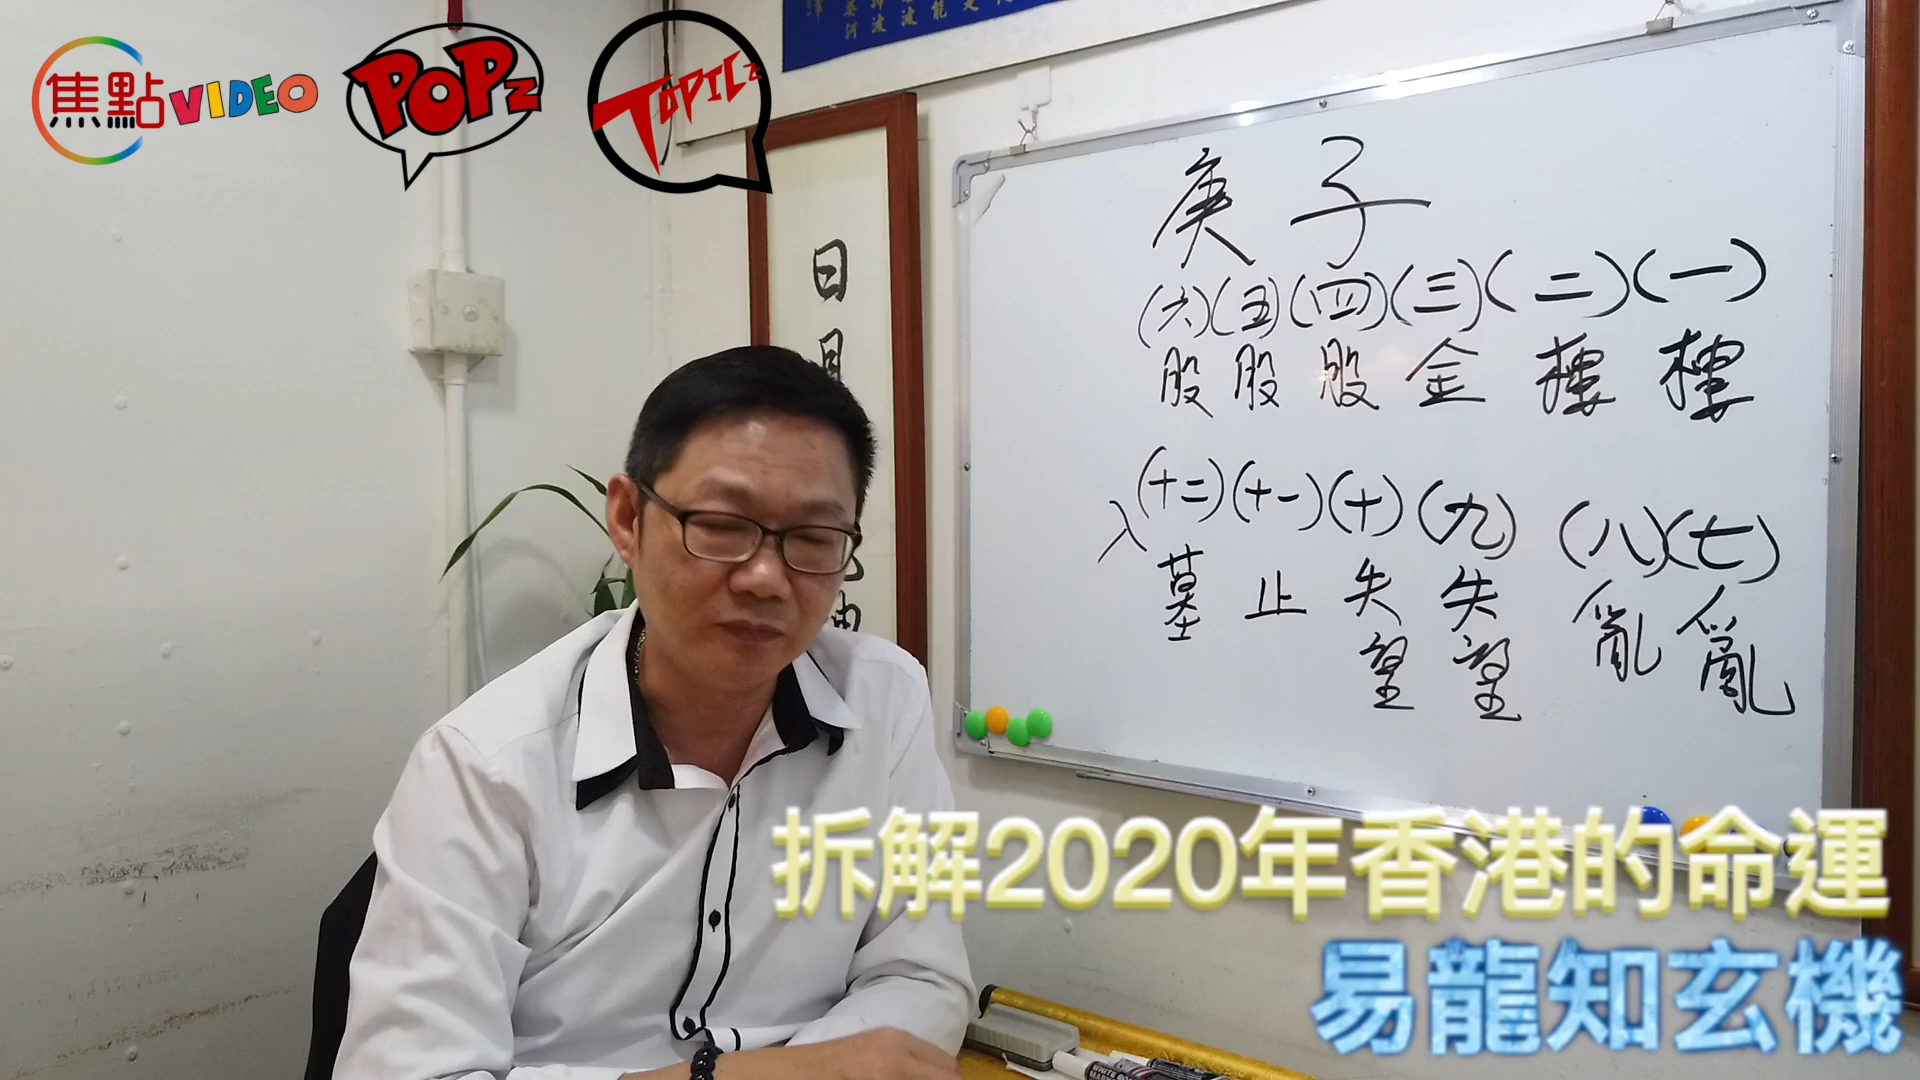 焦點VIDEO
POPz
TOPICz
日月
庚子
(六)(五)(四)(三)(二)(一)
股股股金樓樓
(十二)(十一)(十)(九)(八)(七)
入墓止失望失望亂亂
拆解2020年香港的命運
易龍知玄機